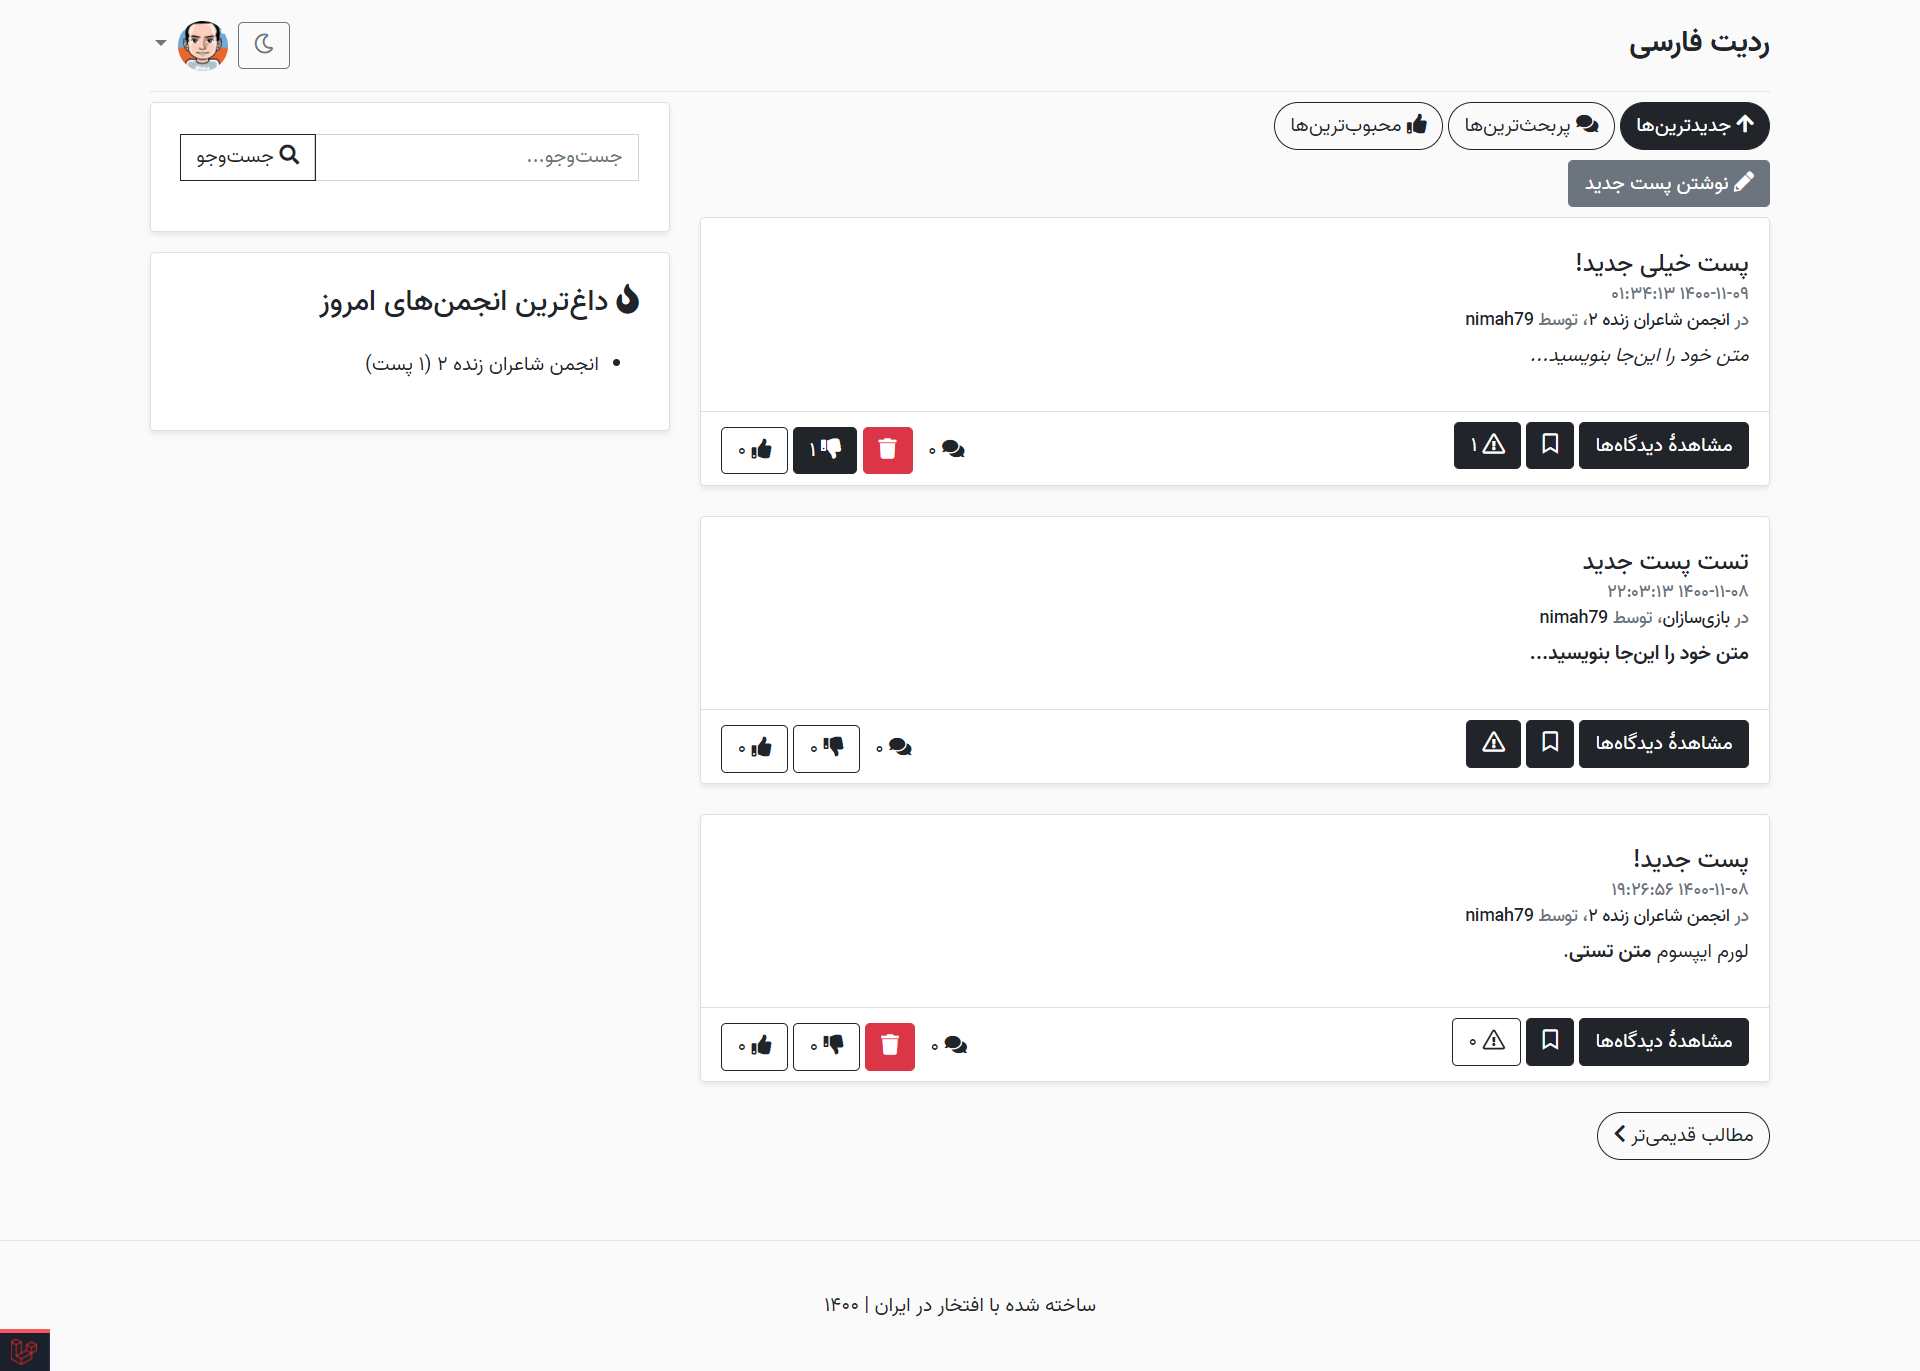 ردیت فارسی
جدیدترین‌ها
پربحث‌ترین‌ها
محبوب‌ترین‌ها
نوشتن پست جدید
پست خیلی جدید!
۱۴۰۰-۱۱-۰۹ ۰۱:۳۴:۱۳
در انجمن شاعران زنده ۲، توسط nimah79
متن خود را این‌جا بنویسید...
مشاهدهٔ دیدگاه‌ها
۱
۰
۱
۰
تست پست جدید
۱۴۰۰-۱۱-۰۸ ۲۲:۰۳:۱۳
در بازی‌سازان، توسط nimah79
متن خود را این‌جا بنویسید...
مشاهدهٔ دیدگاه‌ها
۰
۰
۰
پست جدید!
۱۴۰۰-۱۱-۰۸ ۱۹:۲۶:۵۶
در انجمن شاعران زنده ۲، توسط nimah79
لورم ایپسوم متن تستی.
مشاهدهٔ دیدگاه‌ها
۰
۰
۰
۰
مطالب قدیمی‌تر
جست‌وجو...
جست‌وجو
داغ‌ترین انجمن‌های امروز
انجمن شاعران زنده ۲ (۱ پست)
ساخته شده با افتخار در ایران | ۱۴۰۰